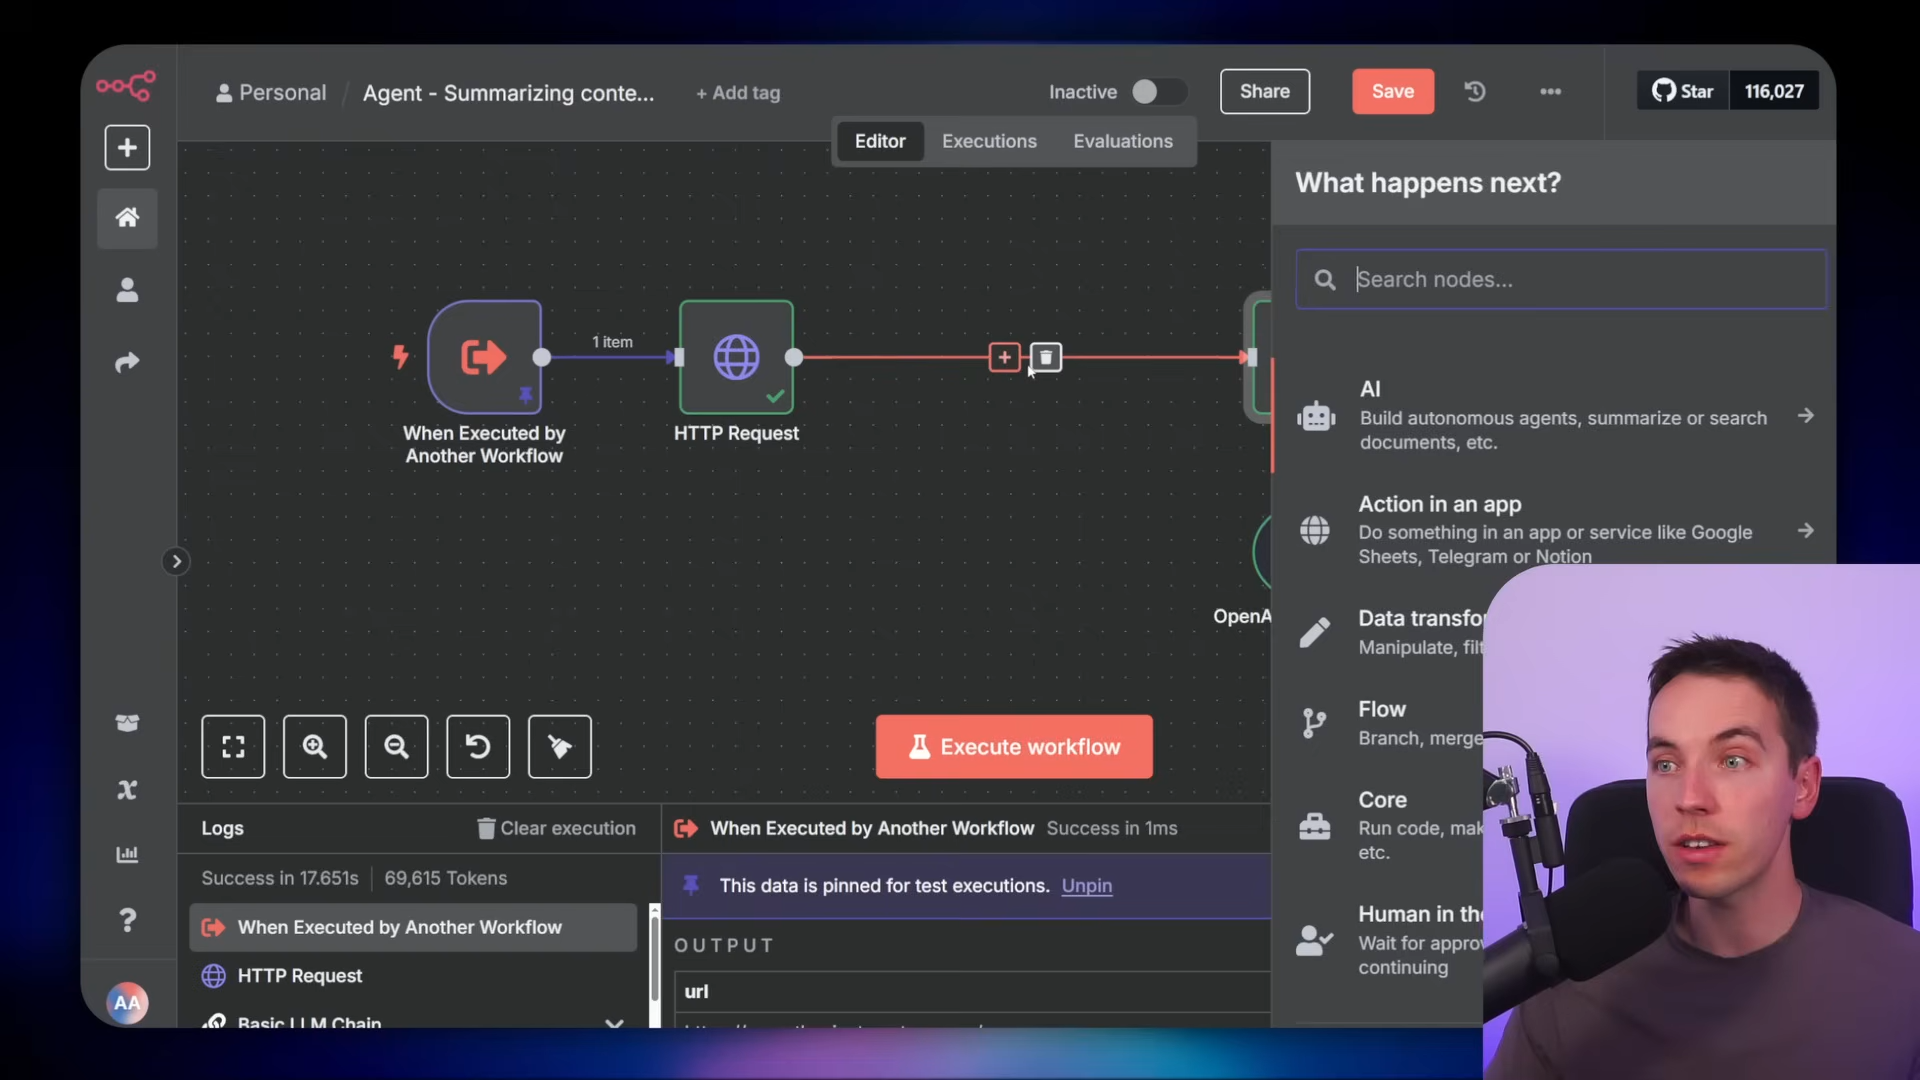 Personal / Agent - Summarizing conte... + Add tag
Inactive
Share
Save
Star 116,027
Editor Executions Evaluations
What happens next?
Search nodes...
1 item
When Executed by
Another Workflow
HTTP Request
AI
Build autonomous agents, summarize or search
documents, etc.
Action in an app
Do something in an app or service like Google
Sheets, Telegram or Notion
Data transfo
Manipulate, filt
Flow
Branch, merge
Core
Run code, mak
etc.
Human in the
Wait for approv
continuing
OpenA
Execute workflow
Logs
Clear execution
When Executed by Another Workflow Success in 1ms
Success in 17.651s 69,615 Tokens
This data is pinned for test executions. Unpin
When Executed by Another Workflow
OUTPUT
HTTP Request
url
Basic LLM Chain
AA